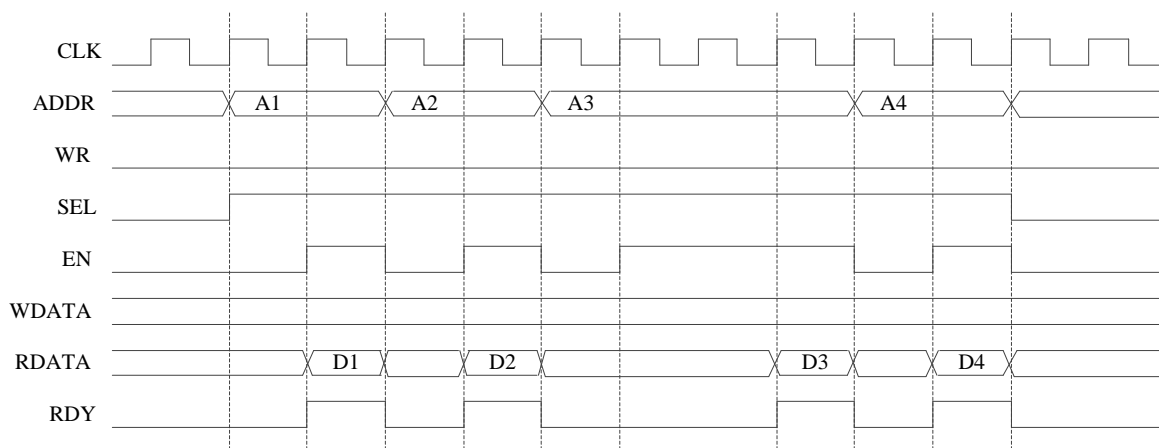 CLK
ADDR A1 A2 A3 A4
WR
SEL
EN
WDATA
RDATA D1 D2 D3 D4
RDY